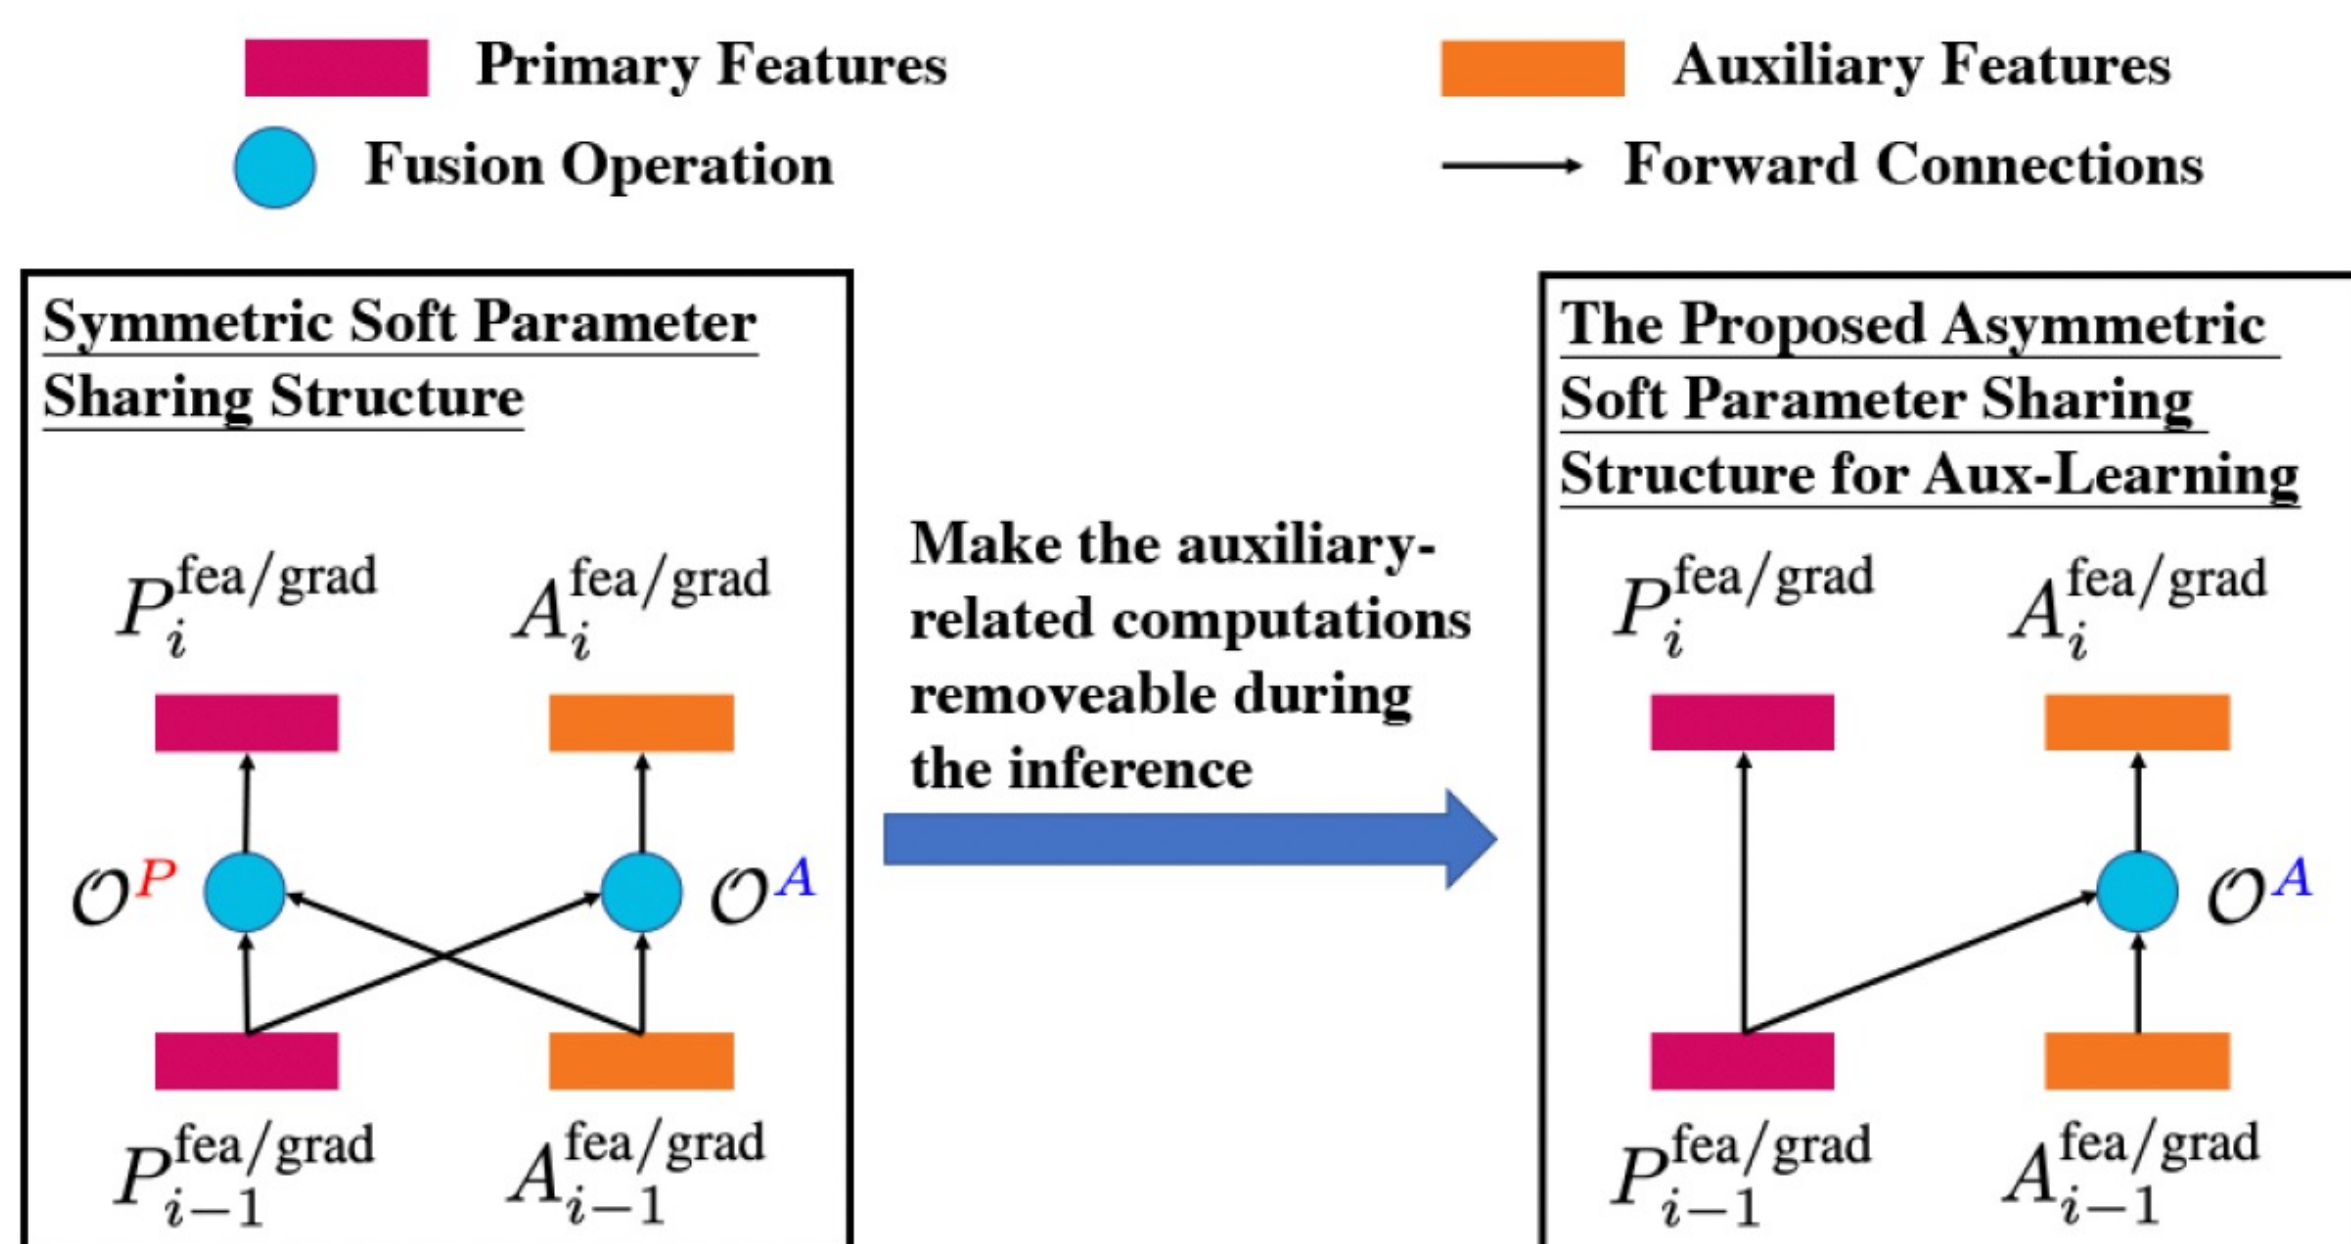 Primary Features
Auxiliary Features
Fusion Operation
Forward Connections
Symmetric Soft Parameter
Sharing Structure
P_i^{fea/grad}
A_i^{fea/grad}
O^P
O^A
P_{i-1}^{fea/grad}
A_{i-1}^{fea/grad}
Make the auxiliary-
related computations
removeable during
the inference
The Proposed Asymmetric
Soft Parameter Sharing
Structure for Aux-Learning
P_i^{fea/grad}
A_i^{fea/grad}
O^A
P_{i-1}^{fea/grad}
A_{i-1}^{fea/grad}